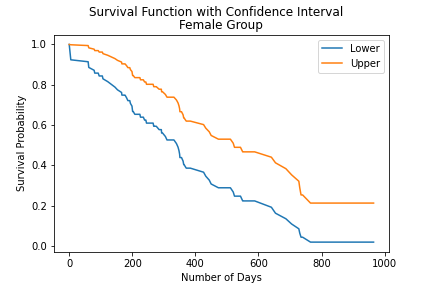 Survival Function with Confidence Interval
Female Group
Lower
Upper
Survival Probability
1.0
0.8
0.6
0.4
0.2
0.0
0
200
400
600
800
1000
Number of Days